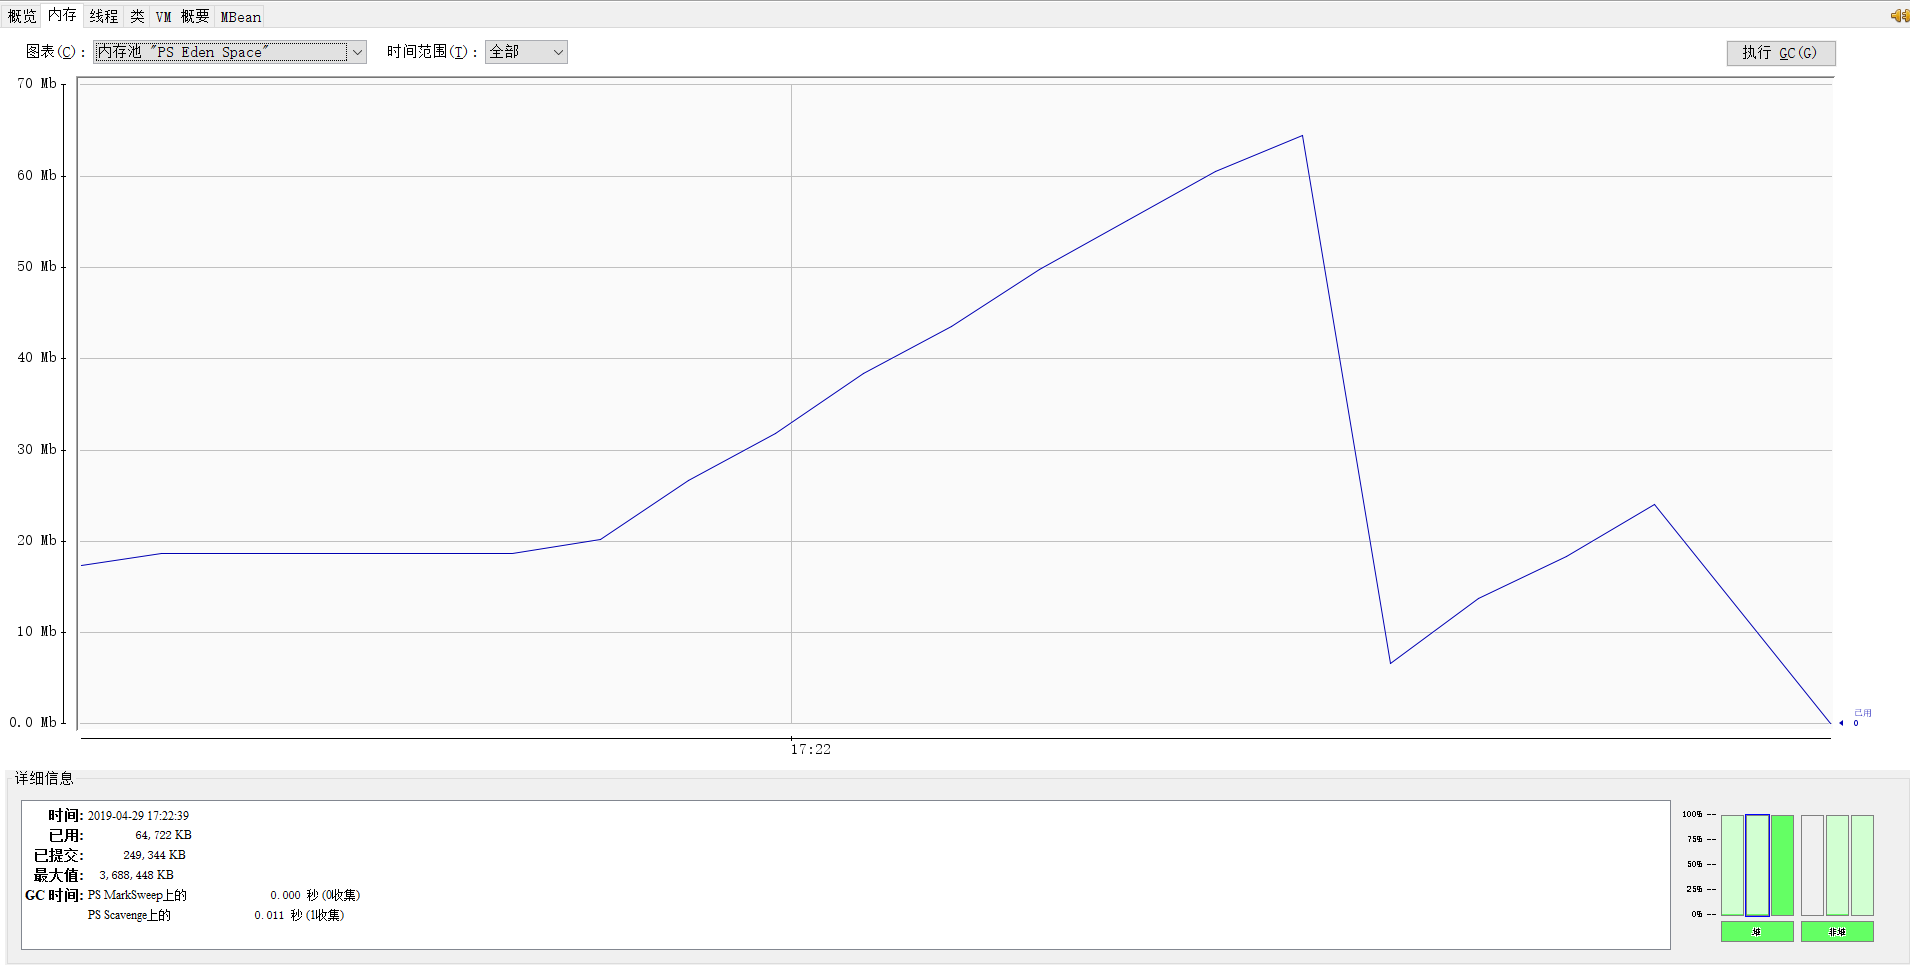 概览 内存 线程 类 VM 概要 MBean
图表(C): 内存池 "PS Eden Space" 时间范围(T): 全部 执行 GC(G)
70 Mb
60 Mb
50 Mb
40 Mb
30 Mb
20 Mb
10 Mb
0.0 Mb
已用
0
17:22
详细信息
时间: 2019-04-29 17:22:39
已用: 64,722 KB
已提交: 249,344 KB
最大值: 3,688,448 KB
GC 时间: PS MarkSweep上的 0.000 秒 (0收集)
PS Scavenge上的 0.011 秒 (1收集)
100% --
75% --
50% --
25% --
0% --
堆 非堆